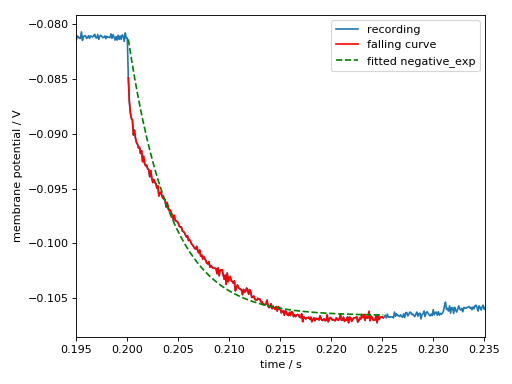 −0.080
−0.085
−0.090
−0.095
−0.100
−0.105
membrane potential / V
recording
falling curve
fitted negative_exp
0.195 0.200 0.205 0.210 0.215 0.220 0.225 0.230 0.235
time / s